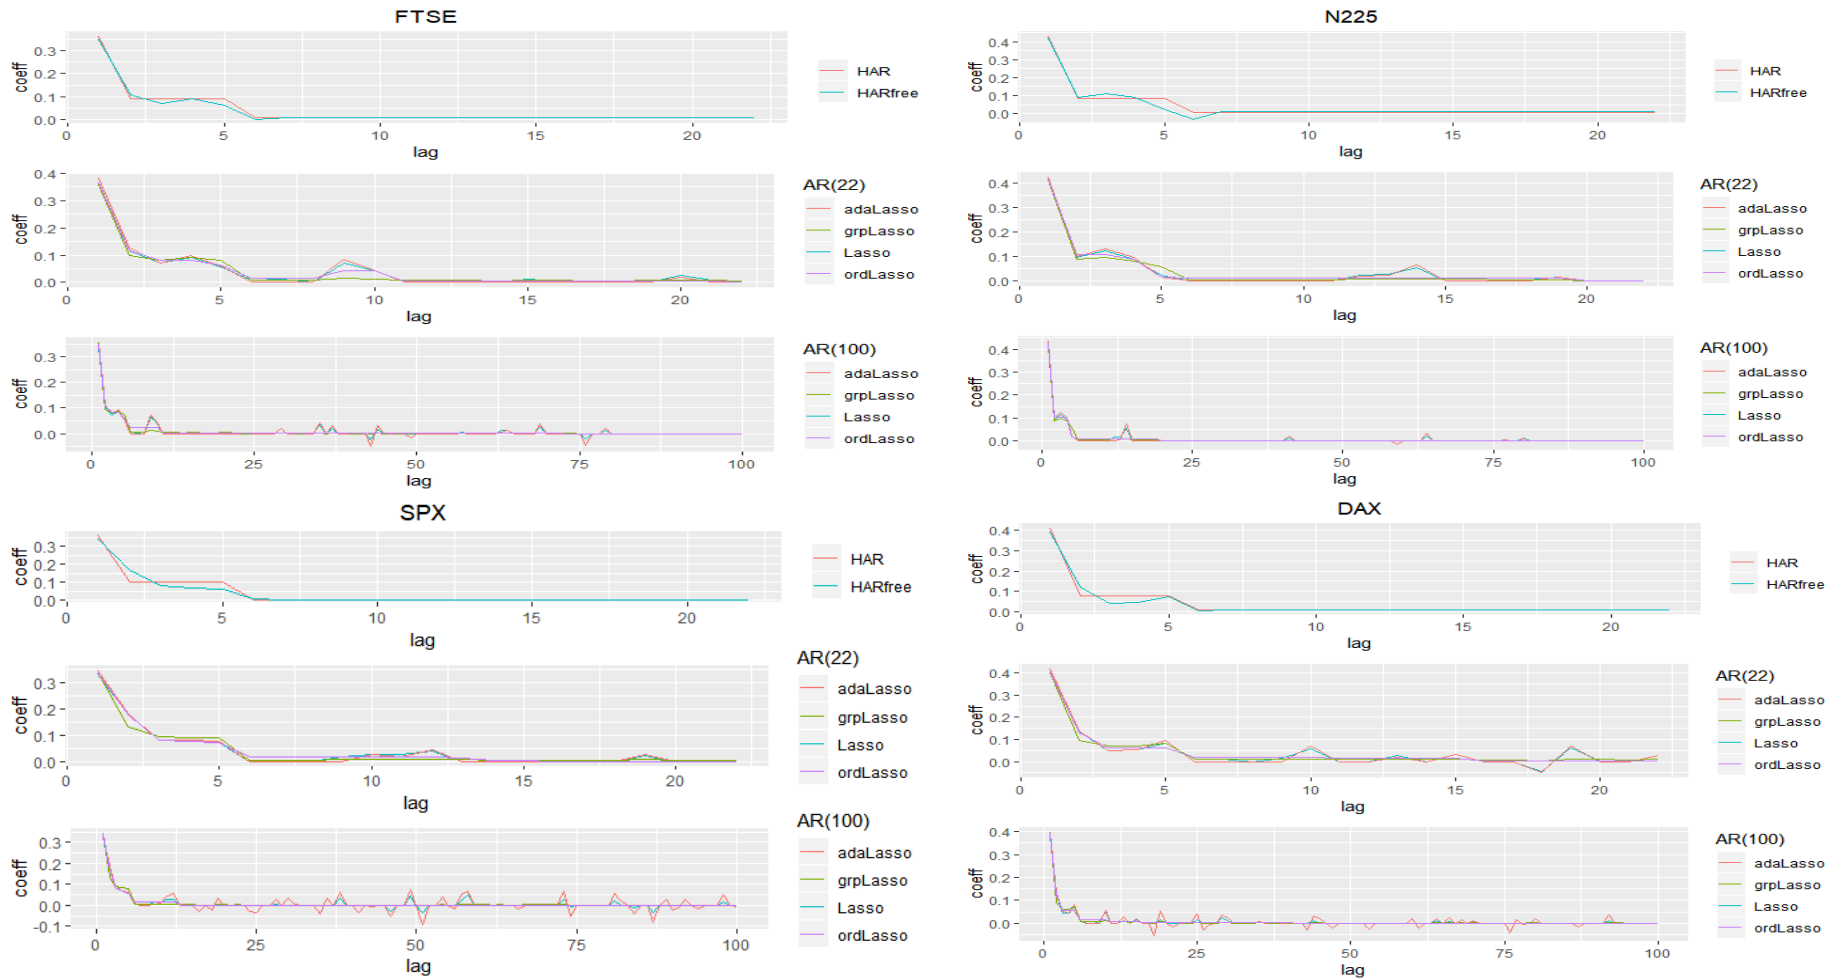 FTSE
0.3
0.2
0.1
0.0
coeff
0
5
10
15
20
lag
HAR
HARfree
0.4
0.3
0.2
0.1
0.0
coeff
0
5
10
15
20
lag
AR(22)
adaLasso
grpLasso
Lasso
ordLasso
0.3
0.2
0.1
0.0
coeff
0
25
50
75
100
lag
AR(100)
adaLasso
grpLasso
Lasso
ordLasso
N225
0.4
0.3
0.2
0.1
0.0
coeff
0
5
10
15
20
lag
HAR
HARfree
0.4
0.3
0.2
0.1
0.0
coeff
0
5
10
15
20
lag
AR(22)
adaLasso
grpLasso
Lasso
ordLasso
0.4
0.3
0.2
0.1
0.0
coeff
0
25
50
75
100
lag
AR(100)
adaLasso
grpLasso
Lasso
ordLasso
SPX
0.3
0.2
0.1
0.0
coeff
0
5
10
15
20
lag
HAR
HARfree
0.3
0.2
0.1
0.0
coeff
0
5
10
15
20
lag
AR(22)
adaLasso
grpLasso
Lasso
ordLasso
0.3
0.2
0.1
0.0
-0.1
coeff
0
25
50
75
100
lag
AR(100)
adaLasso
grpLasso
Lasso
ordLasso
DAX
0.4
0.3
0.2
0.1
0.0
coeff
0
5
10
15
20
lag
HAR
HARfree
0.4
0.3
0.2
0.1
0.0
coeff
0
5
10
15
20
lag
AR(22)
adaLasso
grpLasso
Lasso
ordLasso
0.4
0.3
0.2
0.1
0.0
coeff
0
25
50
75
100
lag
AR(100)
adaLasso
grpLasso
Lasso
ordLasso